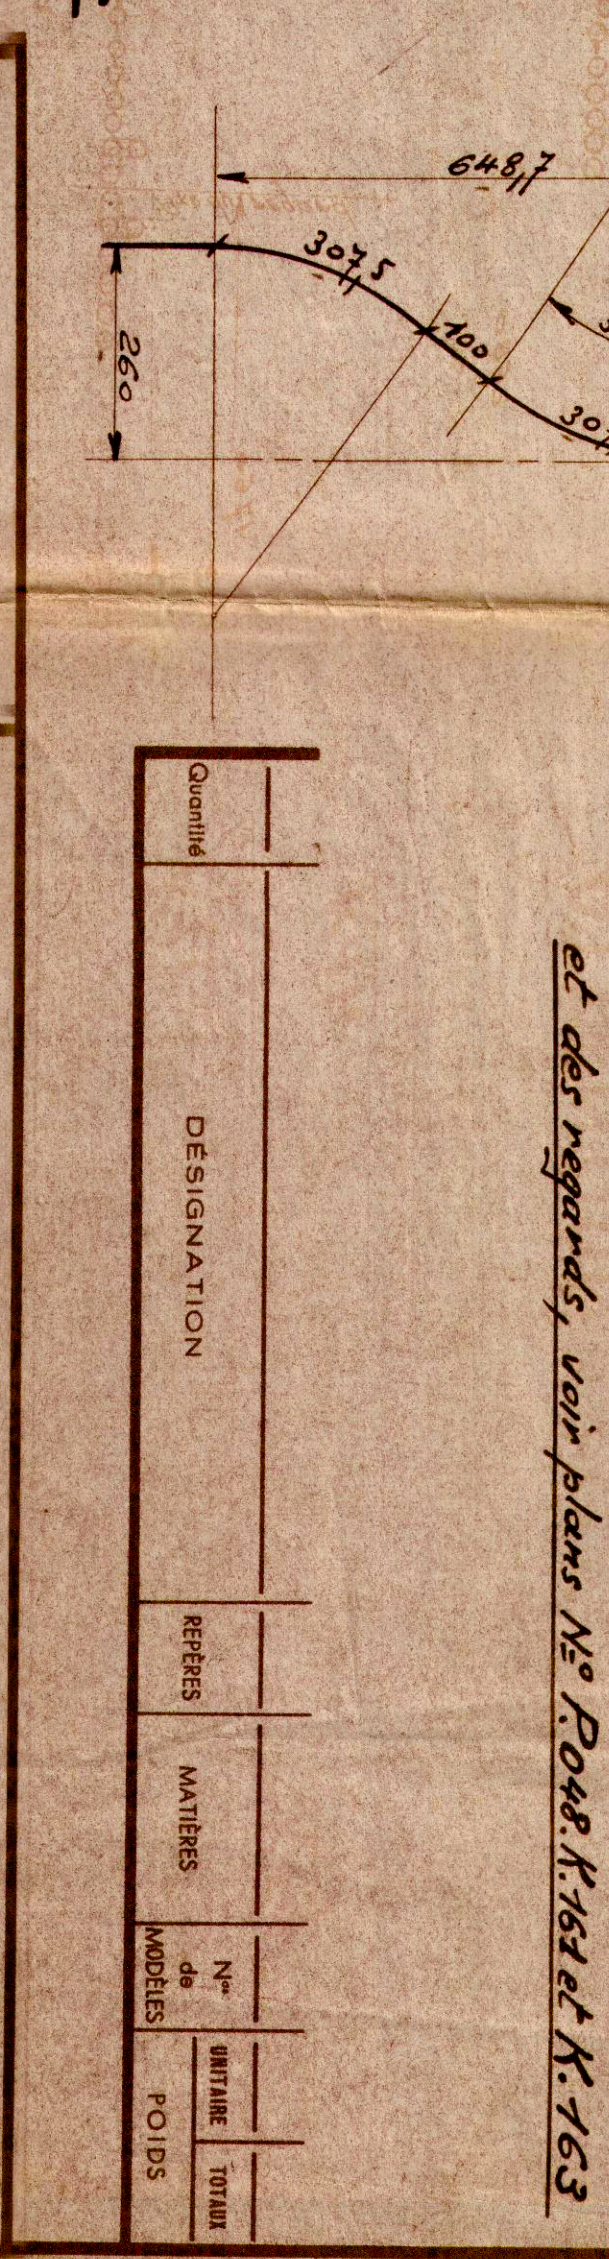 648,7
307 5
100
260
et des regards, voir plans Nº P.048.K.161 et K.163
Quantité
DÉSIGNATION
REPÈRES
MATIÈRES
Nos
de
MODÈLES
UNITAIRE
TOTAUX
POIDS